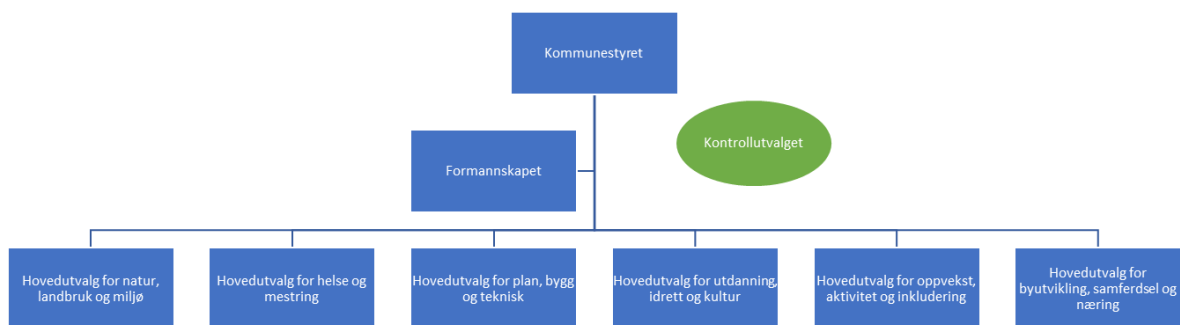 Kommunestyret
Kontrollutvalget
Formannskapet
Hovedutvalg for natur,
landbruk og miljø
Hovedutvalg for helse og
mestring
Hovedutvalg for plan, bygg
og teknisk
Hovedutvalg for utdanning,
idrett og kultur
Hovedutvalg for oppvekst,
aktivitet og inkludering
Hovedutvalg for
byutvikling, samferdsel og
næring